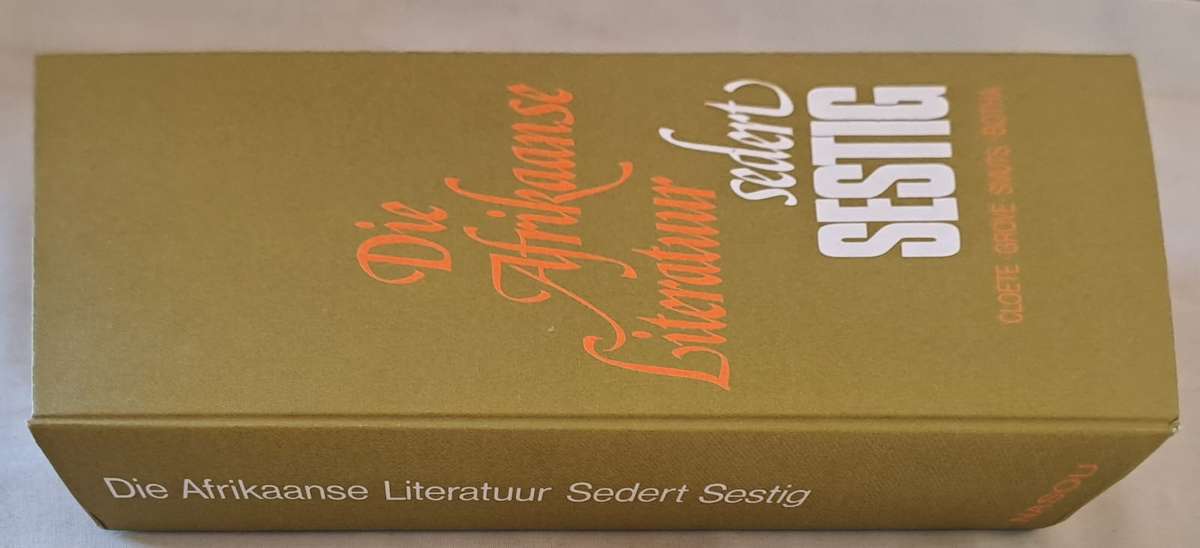 Die
Afrikaanse
Literatuur
sedert
SESTIG
CLOETE · GROVÉ · SMUTS · BOTHA
Die Afrikaanse Literatuur Sedert Sestig
NASOU